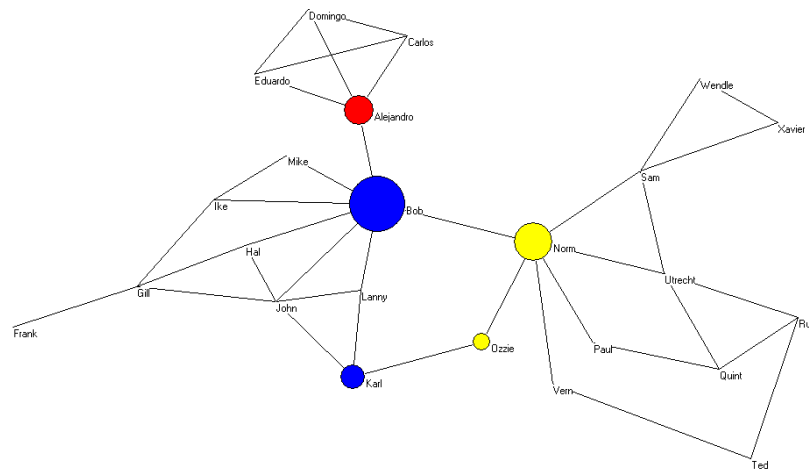 Domingo
Carlos
Eduardo
Alejandro
Wendle
Xavier
Mike
Sam
Ike
Bob
Hal
Norm
Utrecht
Gill
Lanny
John
Ru
Frank
Ozzie
Paul
Karl
Quint
Vern
Ted